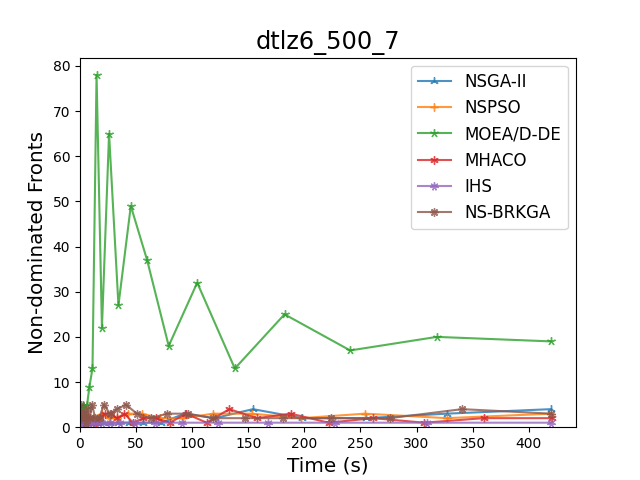 dtlz6_500_7
Non-dominated Fronts
80
70
60
50
40
30
20
10
0
NSGA-II
NSPSO
MOEA/D-DE
MHACO
IHS
NS-BRKGA
0 50 100 150 200 250 300 350 400
Time (s)